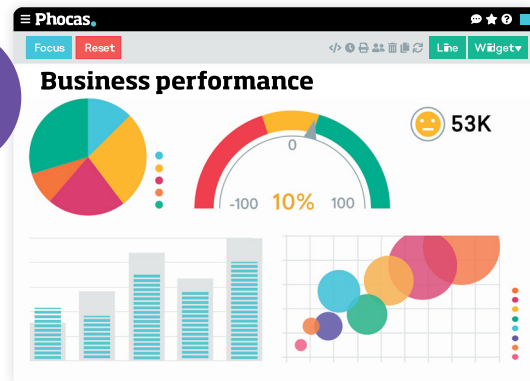 Phocas.
Focus Reset </> Line Widget
Business performance
53K
0
-100 10% 100